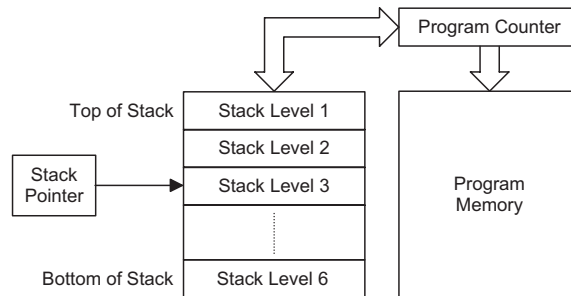 Program Counter
Top of Stack
Stack Level 1
Stack Level 2
Stack
Pointer
Stack Level 3
Program
Memory
Bottom of Stack
Stack Level 6